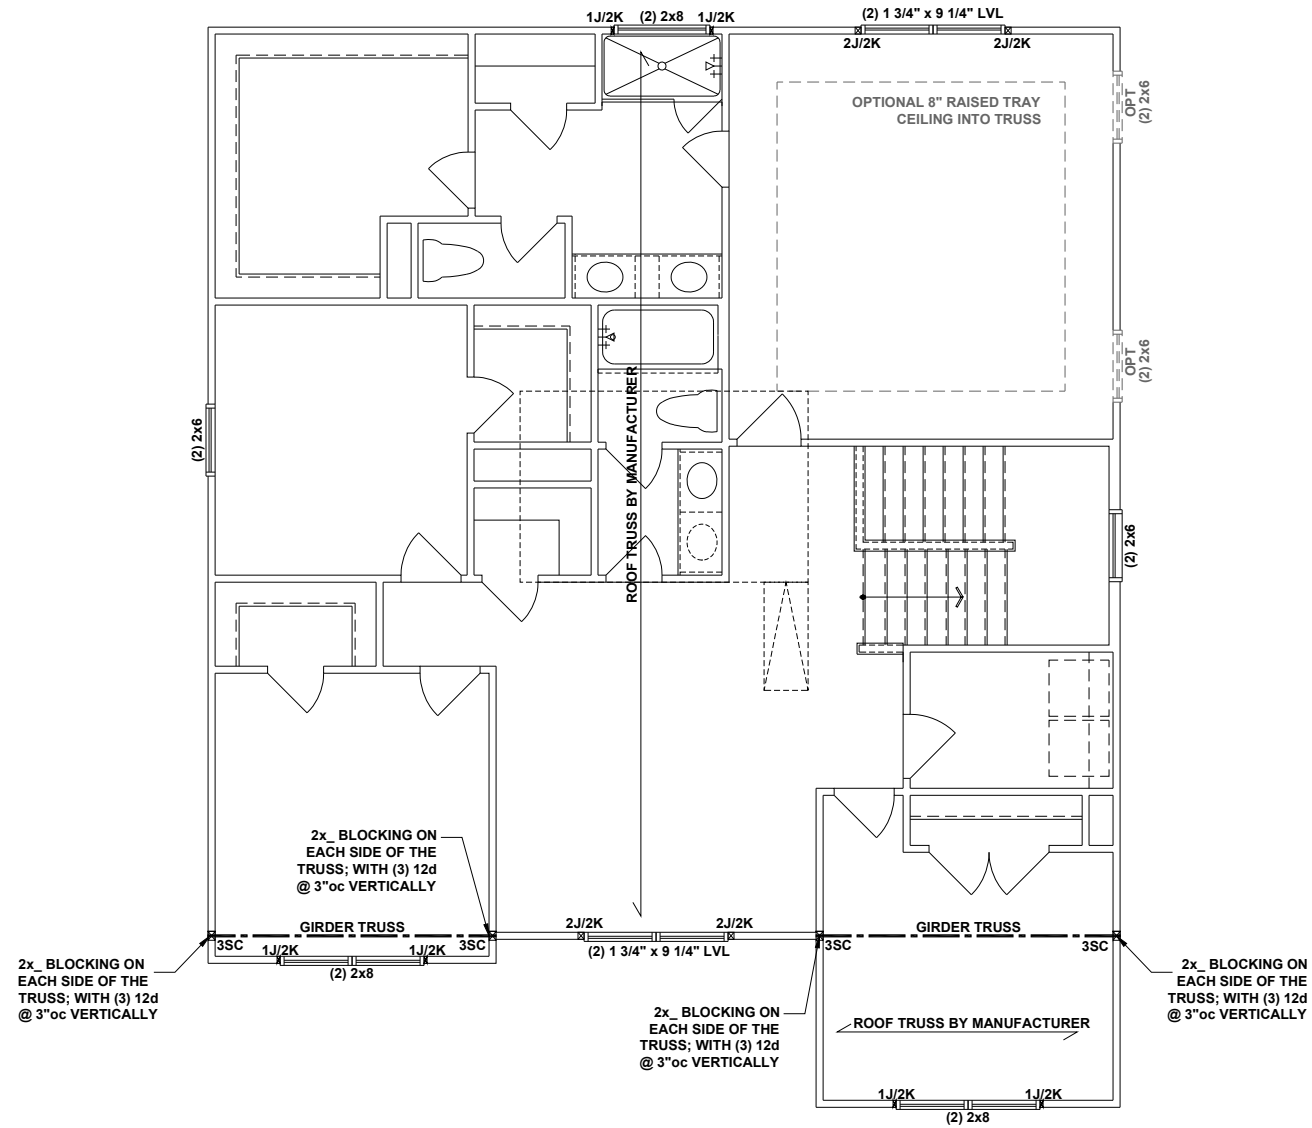 1J/2K
(2) 2x8
1J/2K
(2) 1 3/4" x 9 1/4" LVL
2J/2K
2J/2K
OPTIONAL 8" RAISED TRAY
CEILING INTO TRUSS
OPT
(2) 2x6
OPT
(2) 2x6
(2) 2x6
ROOF TRUSS BY MANUFACTURER
(2) 2x6
2x_ BLOCKING ON
EACH SIDE OF THE
TRUSS; WITH (3) 12d
@ 3"oc VERTICALLY
GIRDER TRUSS
3SC
3SC
1J/2K
1J/2K
(2) 2x8
2J/2K
2J/2K
(2) 1 3/4" x 9 1/4" LVL
GIRDER TRUSS
3SC
3SC
2x_ BLOCKING ON
EACH SIDE OF THE
TRUSS; WITH (3) 12d
@ 3"oc VERTICALLY
2x_ BLOCKING ON
EACH SIDE OF THE
TRUSS; WITH (3) 12d
@ 3"oc VERTICALLY
2x_ BLOCKING ON
EACH SIDE OF THE
TRUSS; WITH (3) 12d
@ 3"oc VERTICALLY
ROOF TRUSS BY MANUFACTURER
1J/2K
1J/2K
(2) 2x8